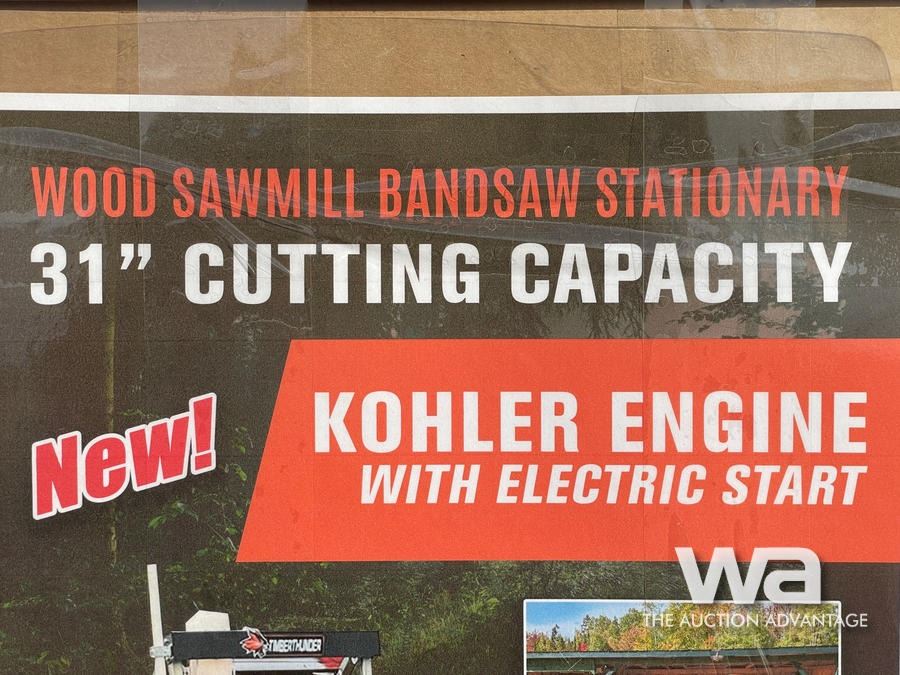 WOOD SAWMILL BANDSAW STATIONARY
31” CUTTING CAPACITY
KOHLER ENGINE
WITH ELECTRIC START
New!
TIMBERTHUNDER
wa
THE AUCTION ADVANTAGE